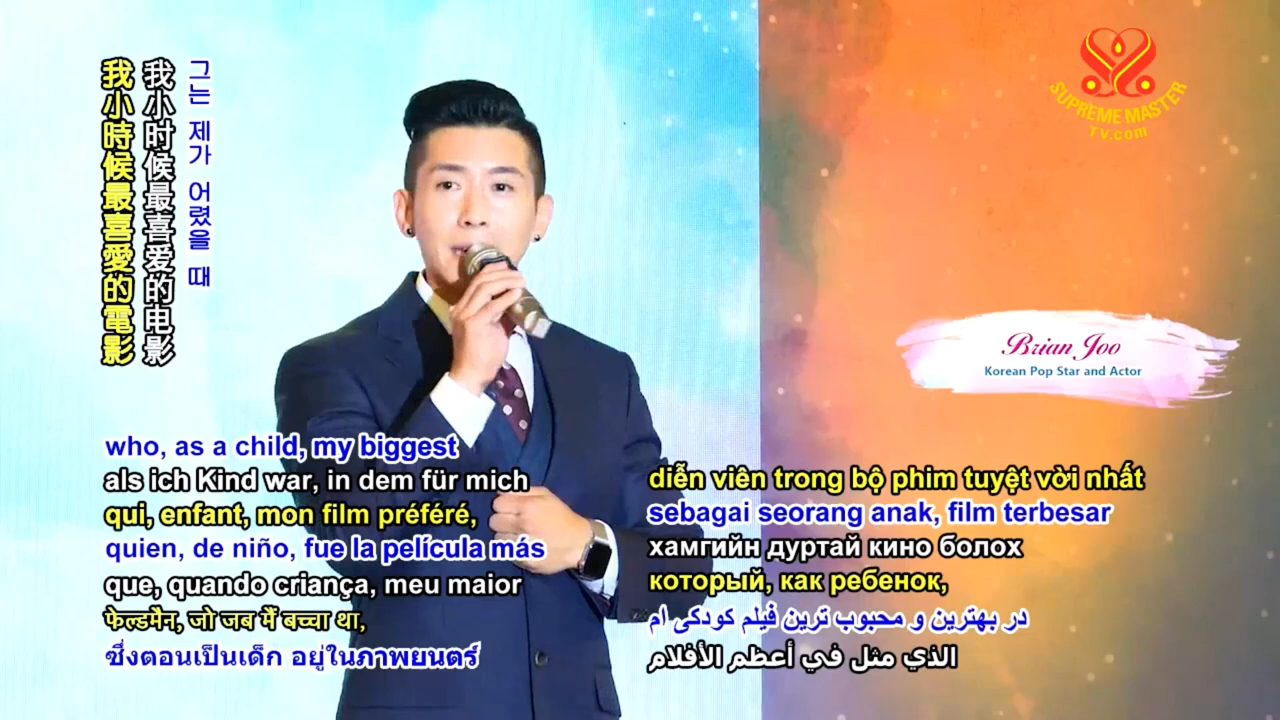 我小時候最喜愛的電影
我小时候最喜爱的电影
그는 제가 어렸을 때
SUPREME MASTER
TV.com
Brian Joo
Korean Pop Star and Actor
who, as a child, my biggest
als ich Kind war, in dem für mich
qui, enfant, mon film préféré,
quien, de niño, fue la película más
que, quando criança, meu maior
फेल्डमैन, जो जब मैं बच्चा था,
ซึ่งตอนเป็นเด็ก อยู่ในภาพยนตร์
diễn viên trong bộ phim tuyệt vời nhất
sebagai seorang anak, film terbesar
хамгийн дуртай кино болох
который, как ребенок,
در بهترین و محبوب ترین فیلم کودکی ام
الذي مثل في أعظم الأفلام